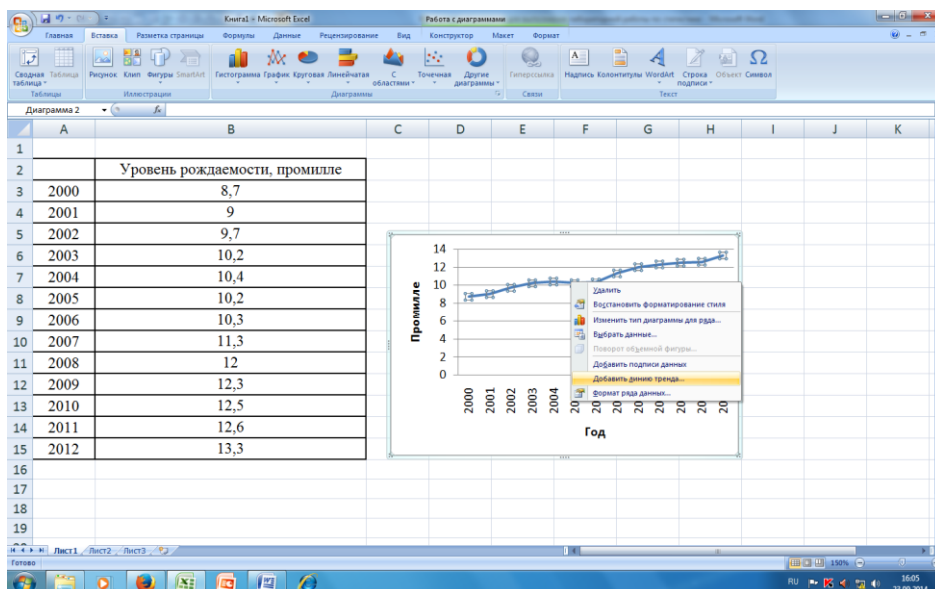 Книга1 - Microsoft Excel
Работа с диаграммами
Главная Вставка Разметка страницы Формулы Данные Рецензирование Вид Конструктор Макет Формат
Сводная таблица Таблица Рисунок Клип Фигуры SmartArt Гистограмма График Круговая Линейчатая С областями Точечная Другие диаграммы Гиперссылка Надпись Колонтитулы WordArt Строка подписи Объект Символ
Таблицы Иллюстрации Диаграммы Связи Текст
Диаграмма 2 fx
A B C D E F G H I J K
1
2 Уровень рождаемости, промилле
3 2000 8,7
4 2001 9
5 2002 9,7
6 2003 10,2
7 2004 10,4
8 2005 10,2
9 2006 10,3
10 2007 11,3
11 2008 12
12 2009 12,3
13 2010 12,5
14 2011 12,6
15 2012 13,3
16
17
18
19
14
12
10
8
6
4
2
0
Промилле
2000 2001 2002 2003 2004
Год
Удалить
Восстановить форматирование стиля
Изменить тип диаграммы для ряда...
Выбрать данные...
Поворот объемной фигуры...
Добавить подписи данных
Добавить линию тренда...
Формат ряда данных...
Лист1 Лист2 Лист3
Готово 150%
RU 16:05